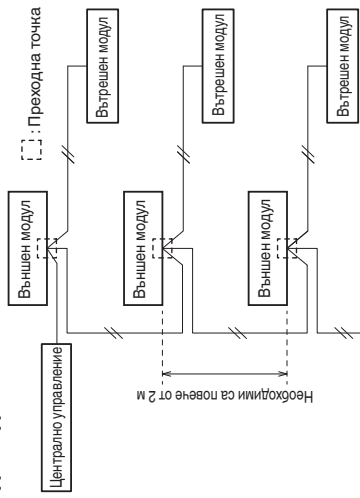 : Преходна точка
Външен модул
Вътрешен модул
Централно управление
Външен модул
Вътрешен модул
Външен модул
Вътрешен модул
Необходими са повече от 2 м